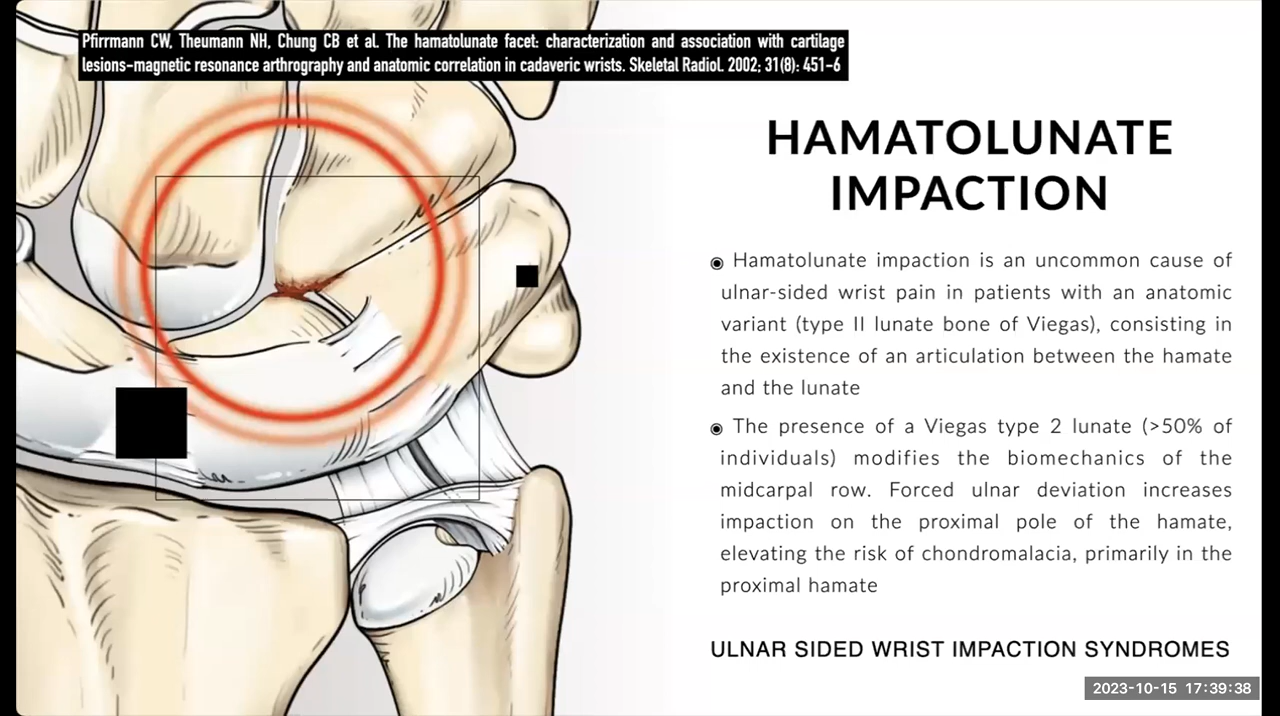 Pfirrmann CW, Theumann NH, Chung CB et al. The hamatolunate facet: characterization and association with cartilage
lesions-magnetic resonance arthrography and anatomic correlation in cadaveric wrists. Skeletal Radiol. 2002; 31(8): 451-6
HAMATOLUNATE
IMPACTION
◉ Hamatolunate impaction is an uncommon cause of
ulnar-sided wrist pain in patients with an anatomic
variant (type II lunate bone of Viegas), consisting in
the existence of an articulation between the hamate
and the lunate
◉ The presence of a Viegas type 2 lunate (>50% of
individuals) modifies the biomechanics of the
midcarpal row. Forced ulnar deviation increases
impaction on the proximal pole of the hamate,
elevating the risk of chondromalacia, primarily in the
proximal hamate
ULNAR SIDED WRIST IMPACTION SYNDROMES
2023-10-15 17:39:38